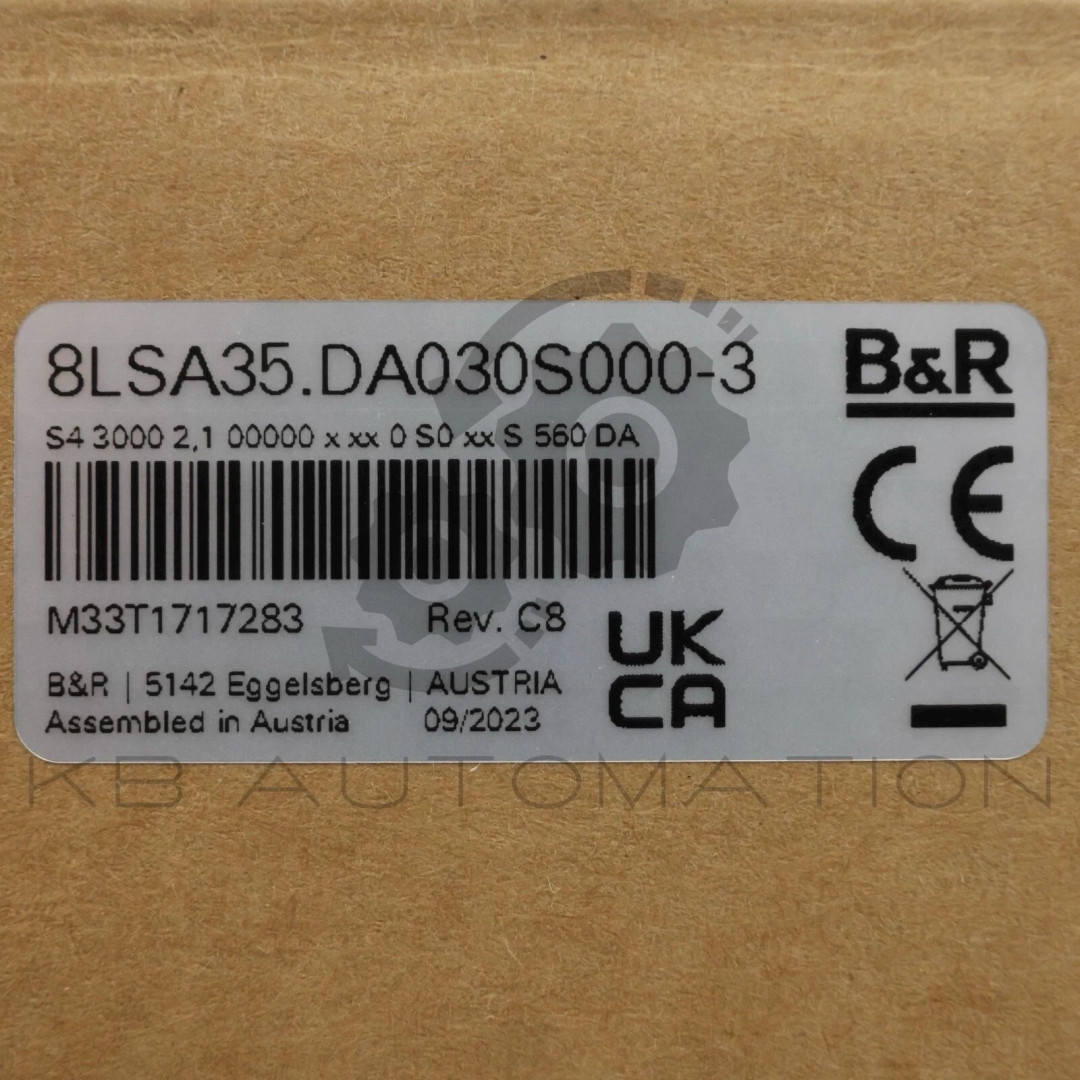 8LSA35.DA030S000-3
B&R
S4 3000 2,1 00000 x xx 0 S0 xx S 560 DA
CE
M33T1717283 Rev. C8
UK
CA
B&R | 5142 Eggelsberg | AUSTRIA
Assembled in Austria 09/2023
KB AUTOMATION